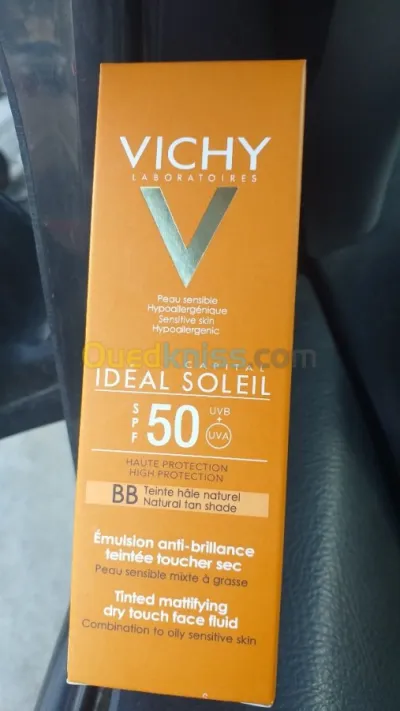 VICHY
LABORATOIRES
V
Peau sensible
Hypoallergénique
Sensitive skin
Hypoallergenic
Ouedkniss.com
CAPITAL
IDEAL SOLEIL
SPF 50 UVB + UVA
HAUTE PROTECTION
HIGH PROTECTION
BB Teinte hâle naturel
Natural tan shade
Émulsion anti-brillance
teintée toucher sec
Peau sensible mixte à grasse
Tinted mattifying
dry touch face fluid
Combination to oily sensitive skin